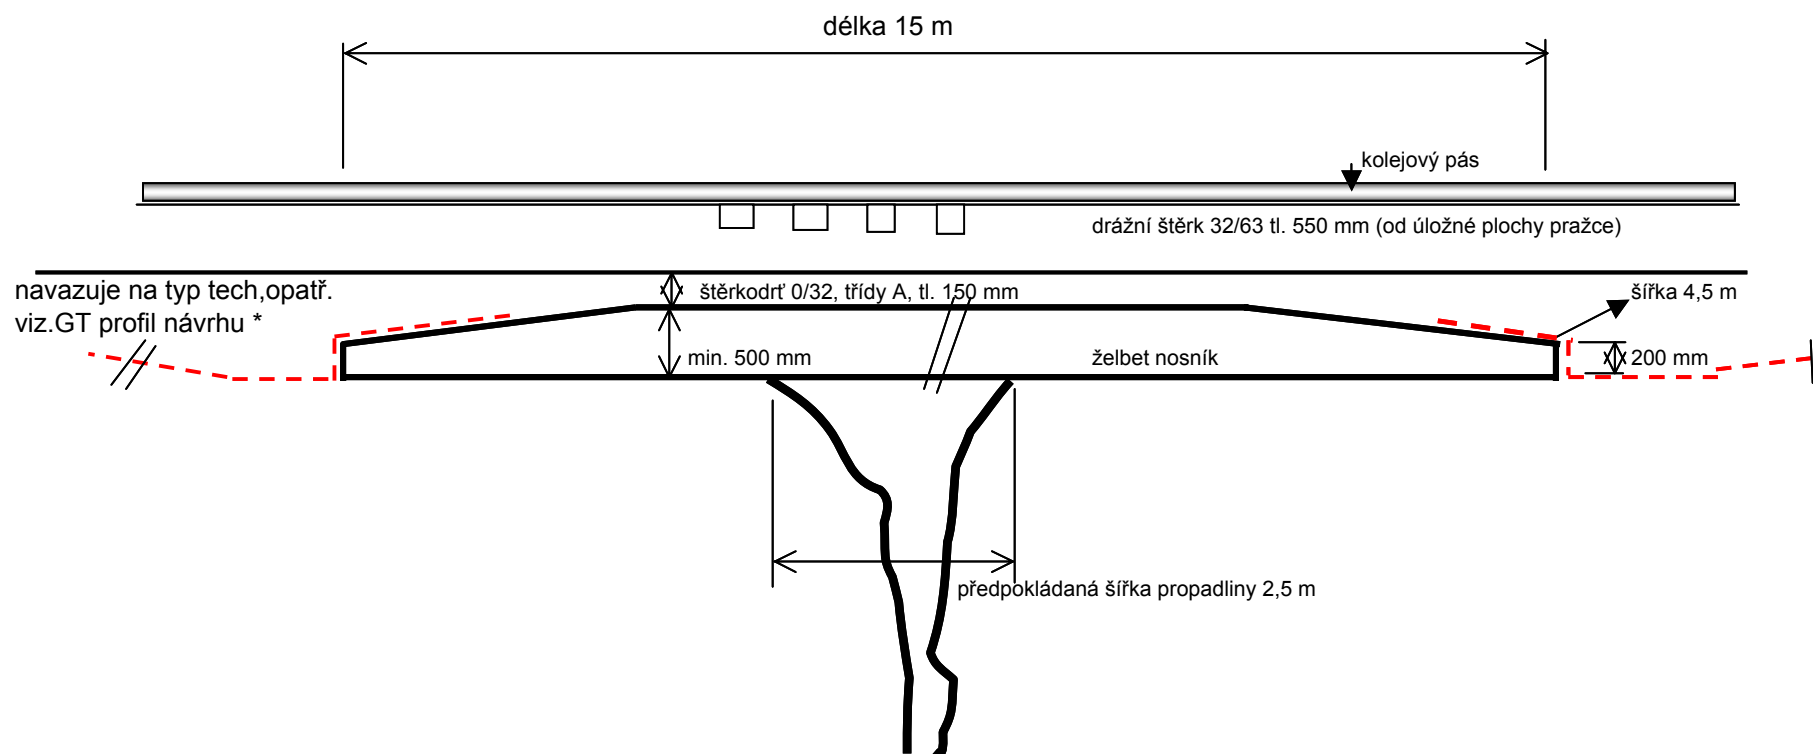 délka 15 m
kolejový pás
drážní štěrk 32/63 tl. 550 mm (od úložné plochy pražce)
navazuje na typ tech,opatř.
viz.GT profil návrhu *
štěrkodrť 0/32, třídy A, tl. 150 mm
šířka 4,5 m
min. 500 mm
želbet nosník
200 mm
předpokládaná šířka propadliny 2,5 m